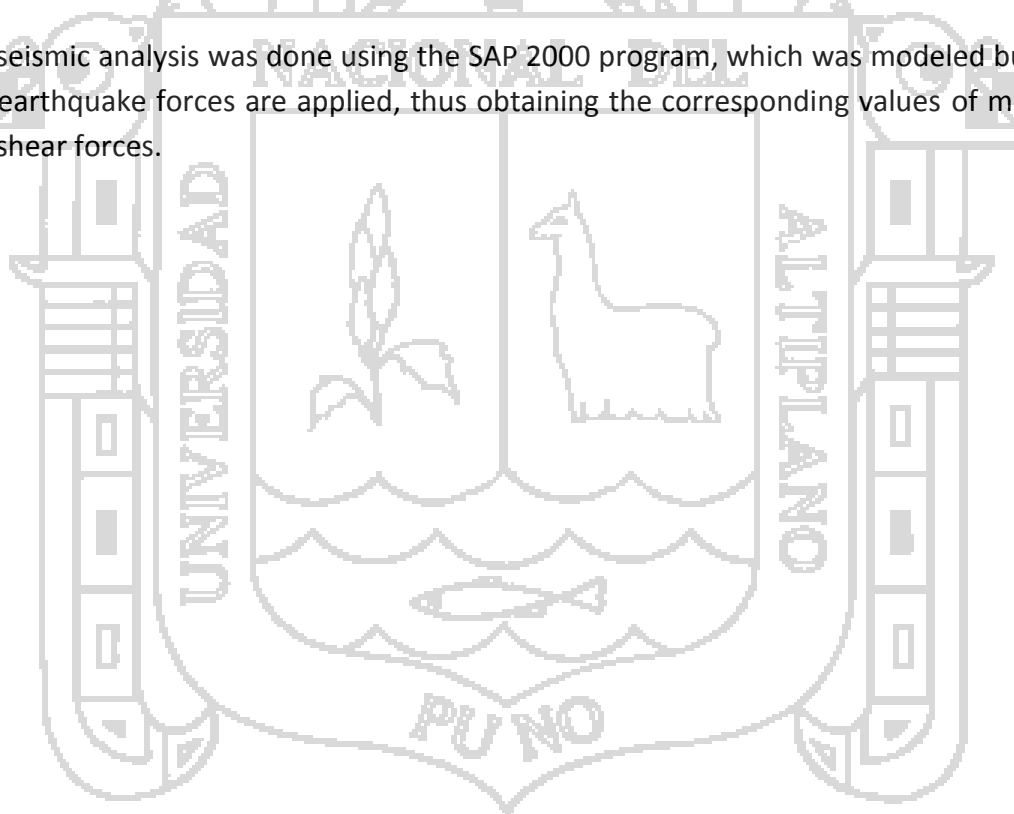 NACIONAL DEL
seismic analysis was done using the SAP 2000 program, which was modeled
earthquake forces are applied, thus obtaining the corresponding values of
shear forces.
UNIVERSIDAD
ALTIPLANO
PUNO